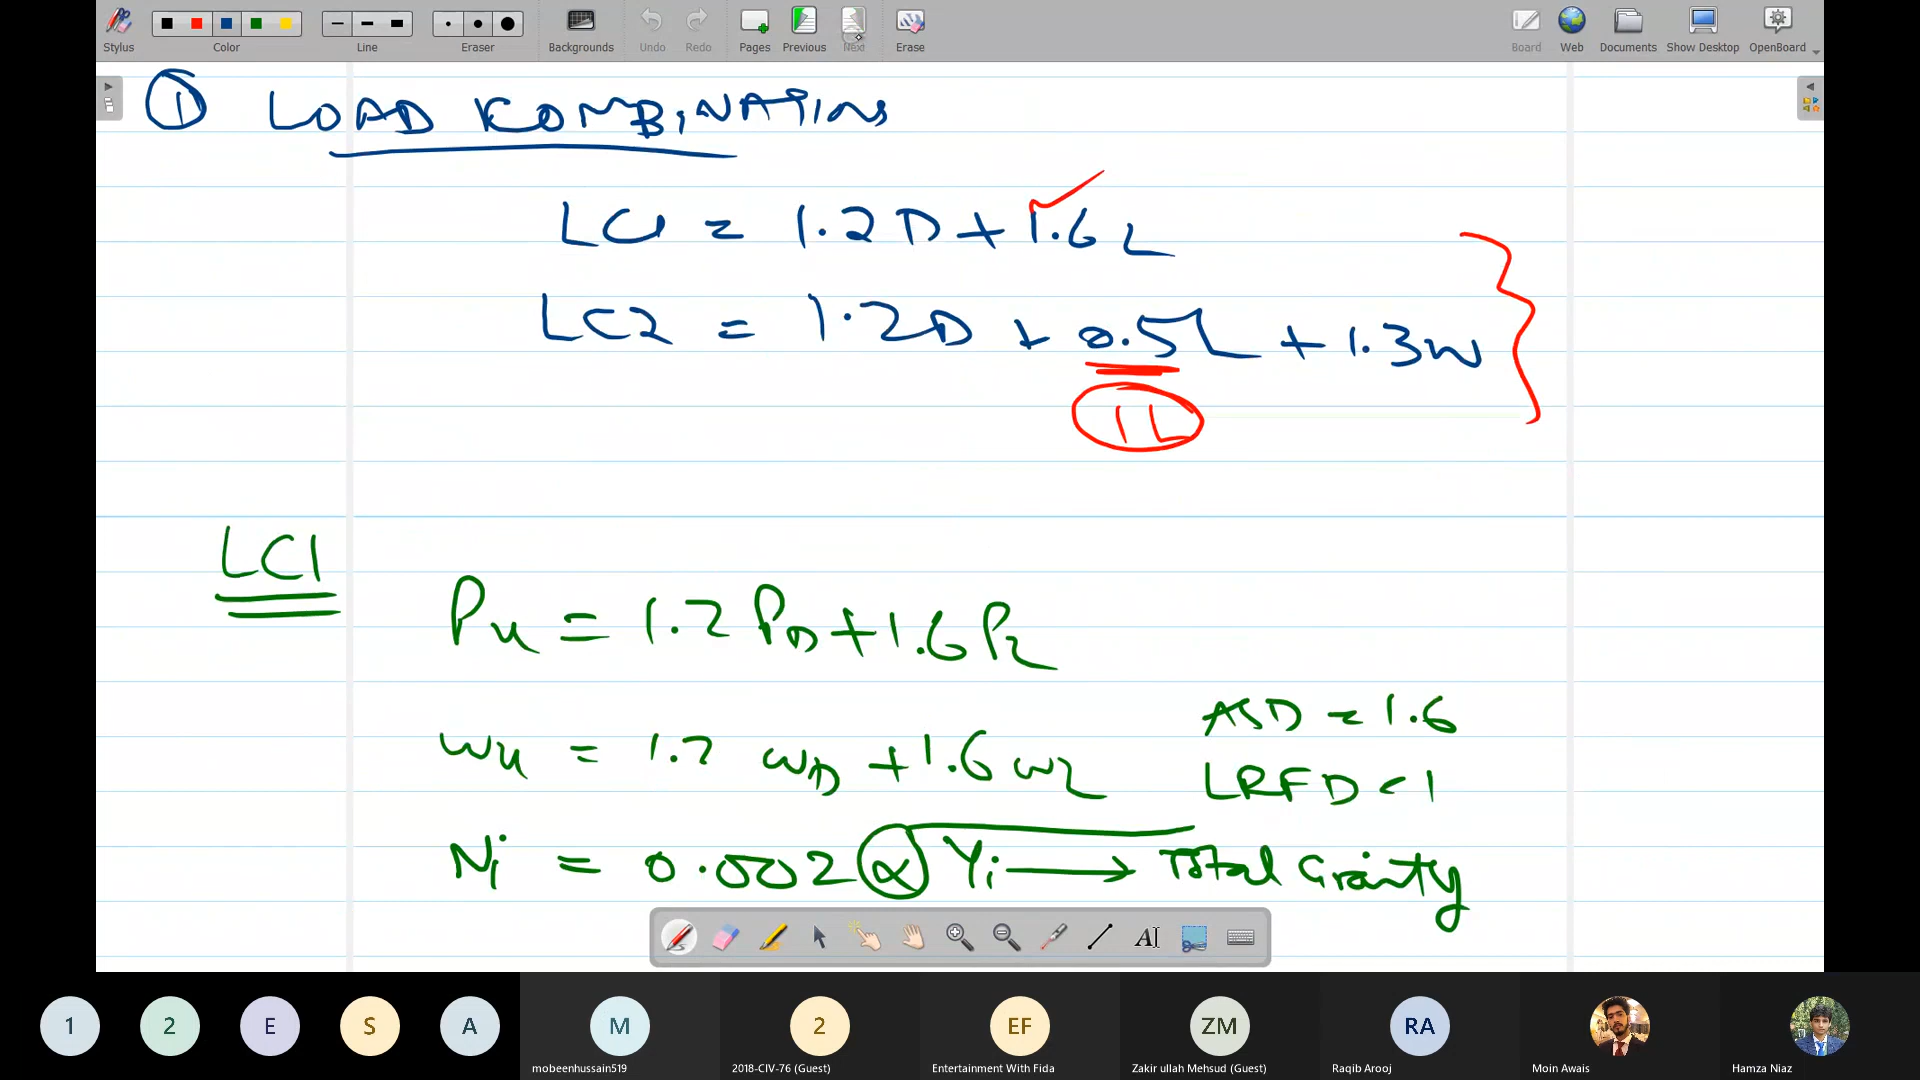 Stylus
Color
Line
Eraser
Backgrounds
Undo
Redo
Pages
Previous
Next
Erase
Board
Web
Documents
Show Desktop
OpenBoard
① LOAD KOMBINATIONS
LC1 = 1.2D + 1.6L
LC2 = 1.2D + 0.5L + 1.3W
1L
LC1
Pu = 1.2 PD + 1.6 PL
ASD = 1.6
wu = 1.2 wD + 1.6 wL
LRFD = 1
Ni = 0.002 α Yi → Total Gravity
1
2
E
S
A
M
2
EF
ZM
RA
mobeenhussain519
2018-CIV-76 (Guest)
Entertainment With Fida
Zakir ullah Mehsud (Guest)
Raqib Arooj
Moin Awais
Hamza Niaz